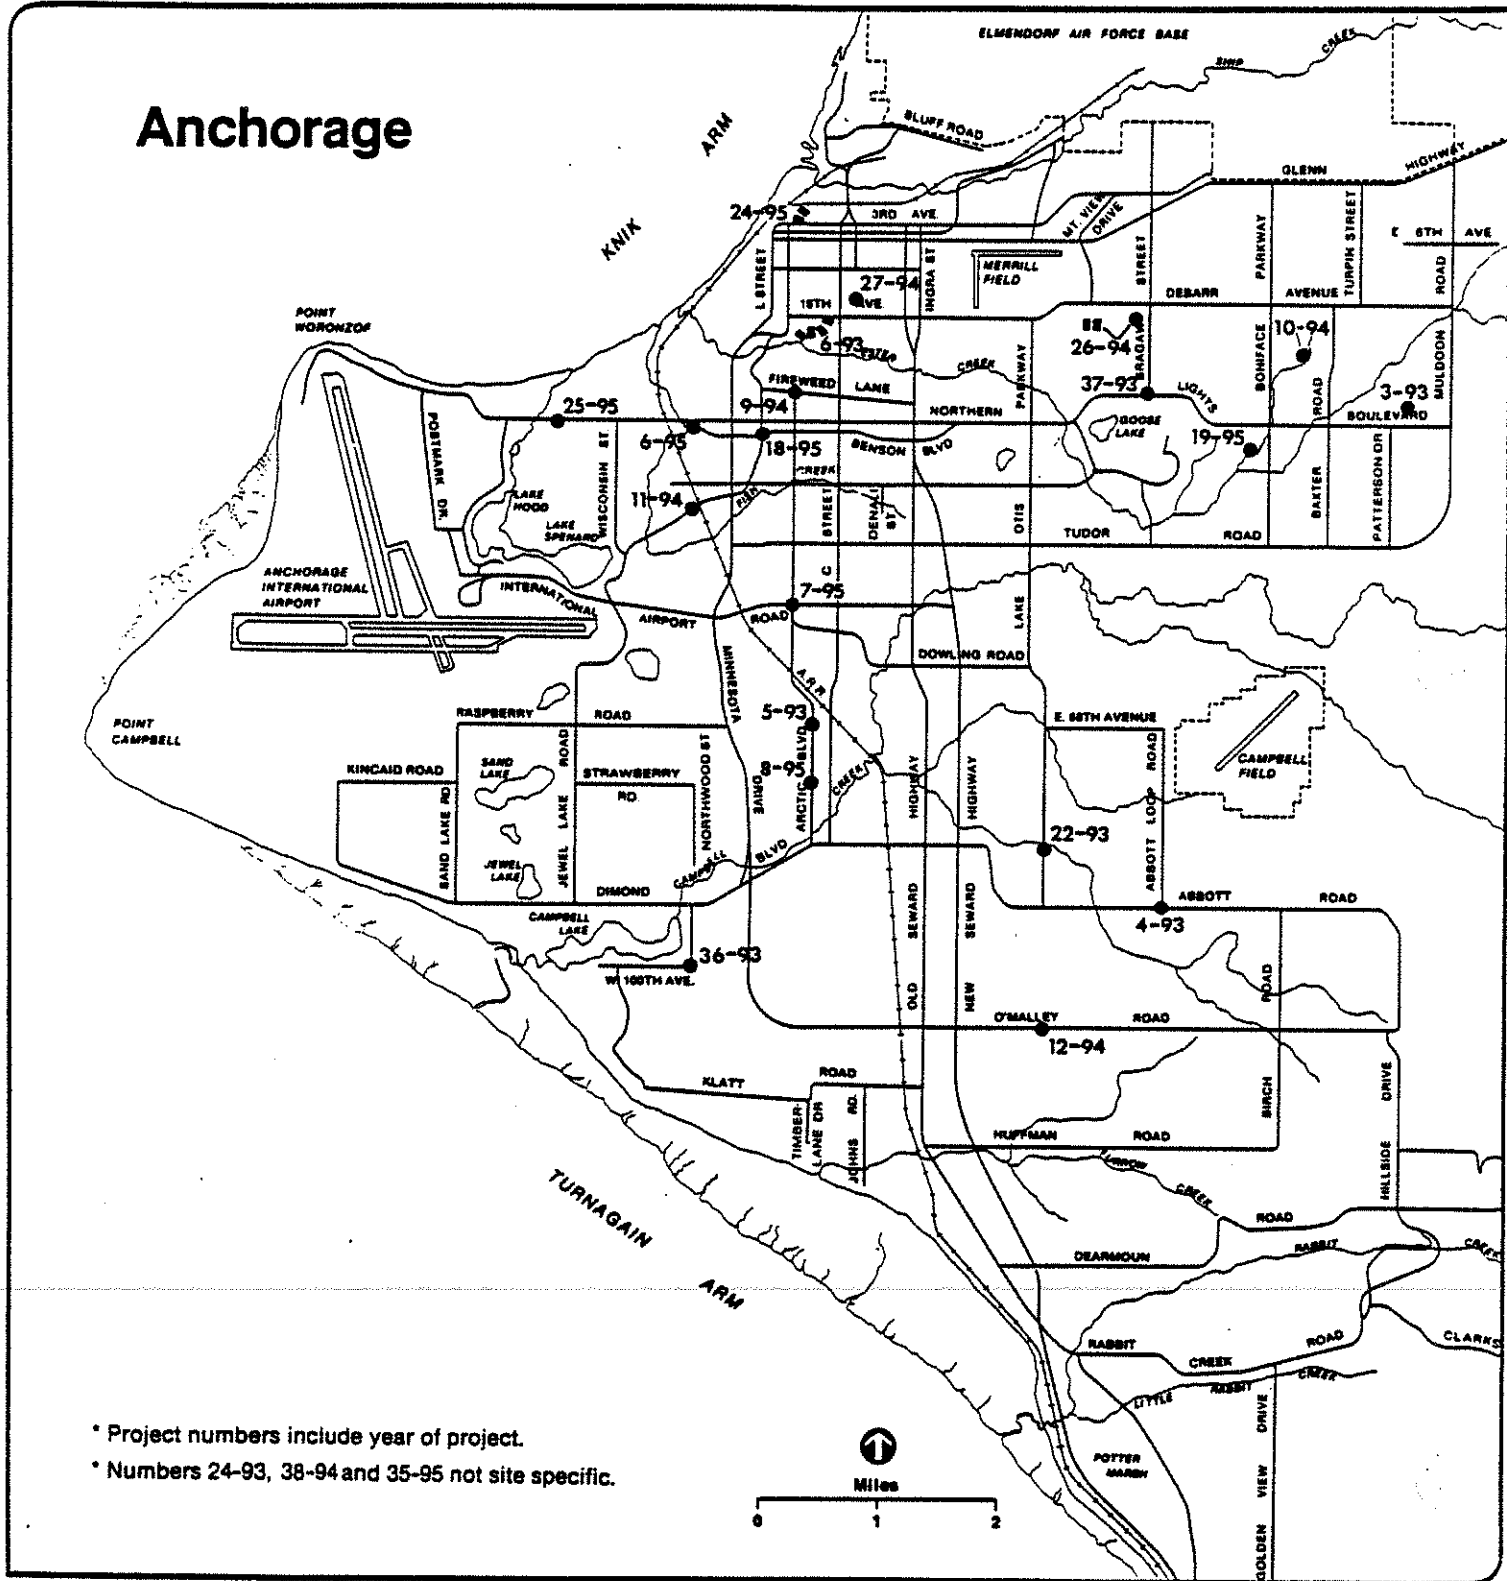 Anchorage
ELMENDORF AIR FORCE BASE
SHIP
CREEK
BLUFF ROAD
KNIK
ARM
GLENN
HIGHWAY
24-95
3RD AVE.
MT. VIEW
DRIVE
E 6TH AVE
L STREET
27-94
15TH AVE
INGRA ST
MERRILL
FIELD
STREET
PARKWAY
TURPIN STREET
ROAD
DEBARR
AVENUE
POINT
WORONZOF
6-93
CREEK
PARKWAY
26-94
BRAGAW
BONIFACE
10-94
ROAD
MULDOON
FIREWEED LANE
37-93
LIGHTS
3-93
25-95
9-94
NORTHERN
BOULEVARD
POSTMARK DR.
WISCONSIN ST.
6-95
18-95
BENSON BLVD
GOOSE
LAKE
19-95
BAXTER
PATTERSON DR
LAKE
HOOD
11-94
FISH
CREEK
STREET
DENALI
ST.
OTIS
LAKE
SPENARD
TUDOR
ROAD
ANCHORAGE
INTERNATIONAL
AIRPORT
INTERNATIONAL
AIRPORT
ROAD
C
7-95
LAKE
DOWLING ROAD
MINNESOTA
A.R.R.
POINT
CAMPBELL
RASPBERRY
ROAD
5-93
E. 68TH AVENUE
KINCAID ROAD
SAND
LAKE
ROAD
STRAWBERRY
RD.
NORTHWOOD ST
DRIVE
8-95
ARCTIC BLVD
CREEK
HIGHWAY
HIGHWAY
CAMPBELL
FIELD
SAND LAKE RD
JEWEL LAKE
JEWEL
LAKE
22-93
ABBOTT LOOP ROAD
DIMOND
CAMPBELL
BLVD
ABBOTT
ROAD
4-93
CAMPBELL
LAKE
36-93
W. 100TH AVE.
OLD SEWARD
NEW SEWARD
ROAD
O'MALLEY
ROAD
12-94
KLATT
ROAD
TIMBER-
LANE DR
JOHNS RD.
BIRCH
DRIVE
HUFFMAN
ROAD
FURROW
CREEK
HILLSIDE
TURNAGAIN
ARM
ROAD
DEARMOUN
RABBIT
CREEK
RABBIT
CREEK
ROAD
CLARKS
LITTLE
RABBIT
CREEK
GOLDEN VIEW DRIVE
POTTER
MARSH
* Project numbers include year of project.
* Numbers 24-93, 38-94 and 35-95 not site specific.
Miles
0 1 2